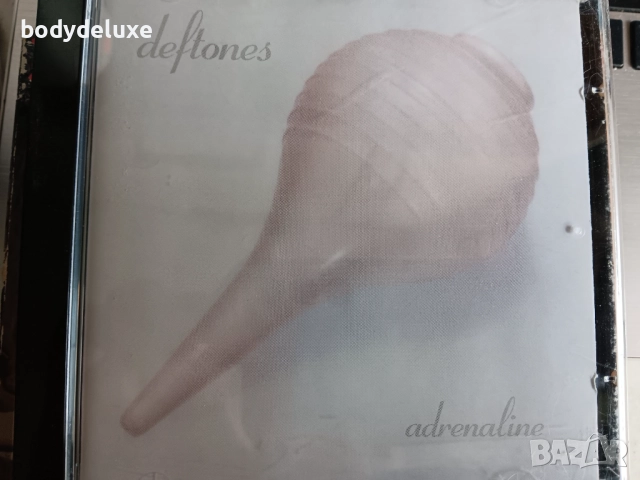 bodydeluxe
deftones
adrenaline
BAZAR